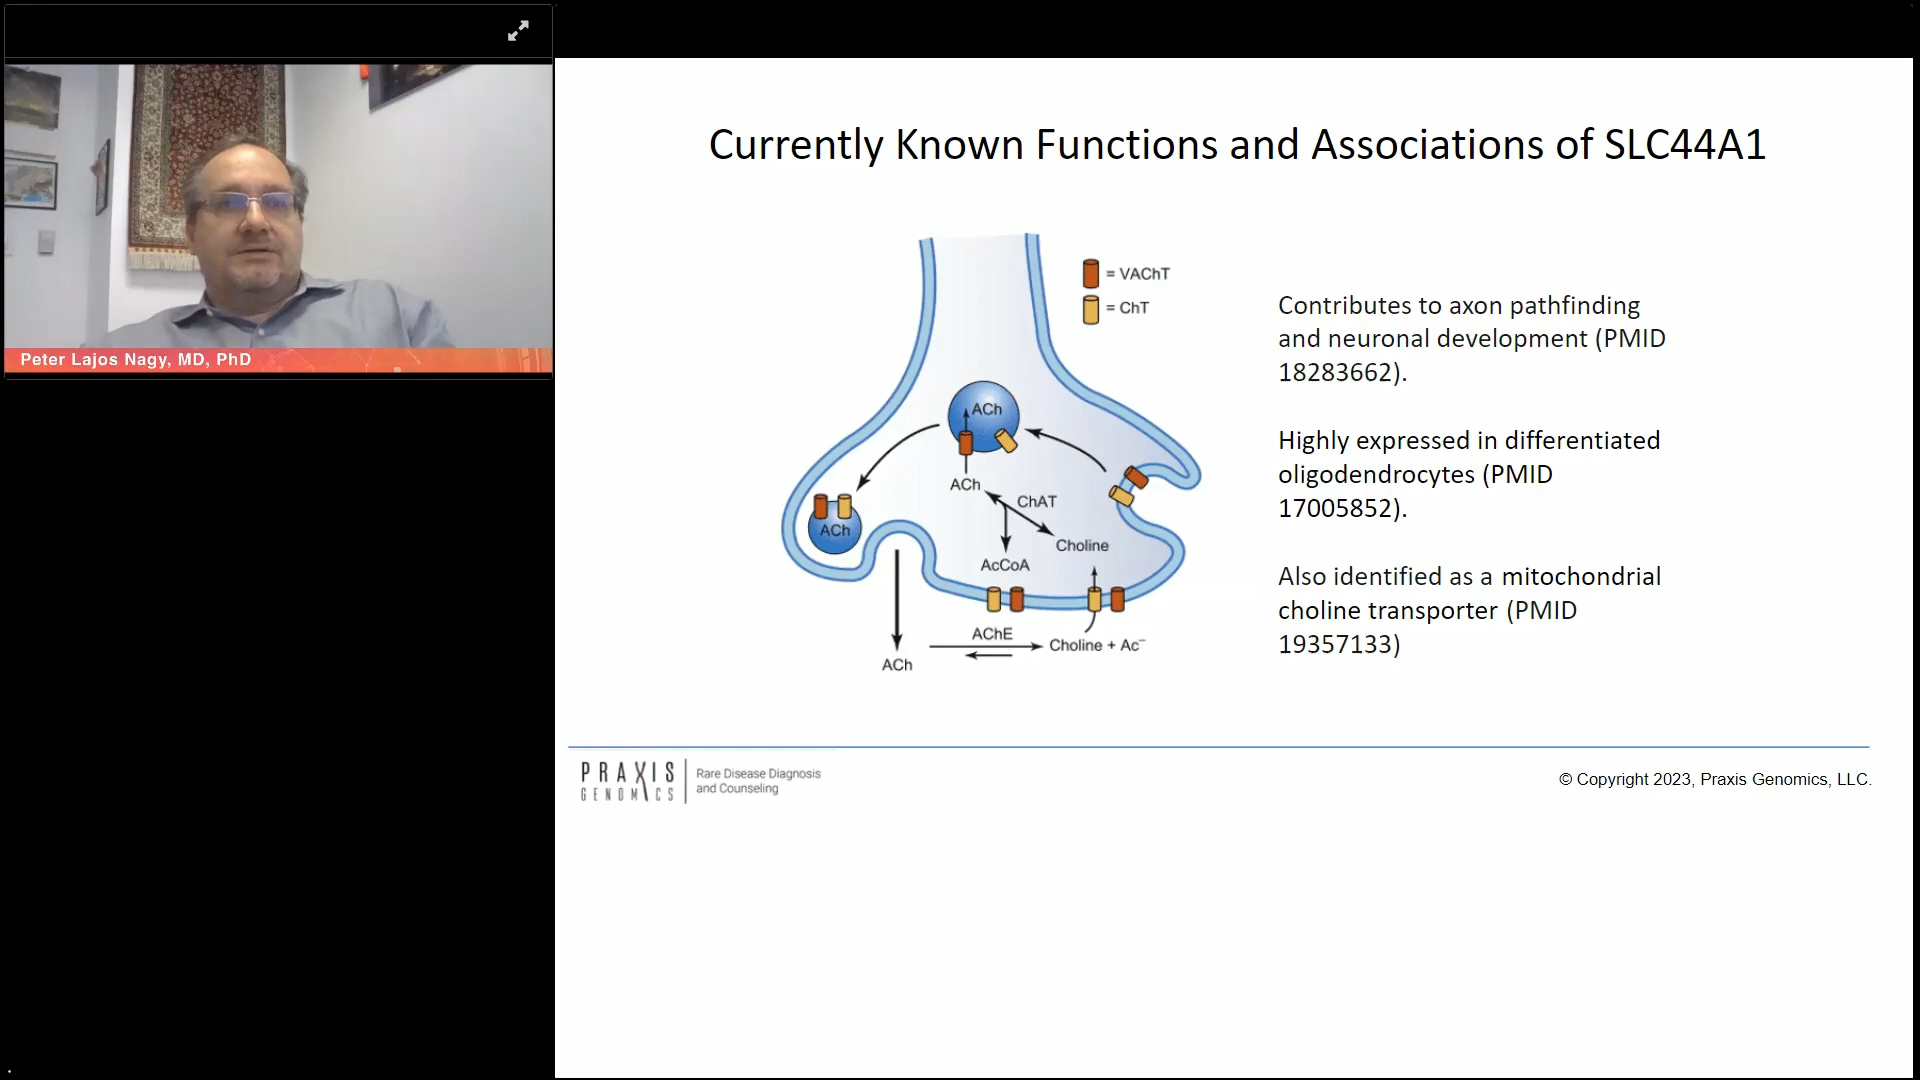 Peter Lajos Nagy, MD, PhD
Currently Known Functions and Associations of SLC44A1
= VAChT
= ChT
ACh
ACh
ACh
ChAT
Choline
AcCoA
AChE
Choline + Ac⁻
ACh
Contributes to axon pathfinding
and neuronal development (PMID
18283662).
Highly expressed in differentiated
oligodendrocytes (PMID
17005852).
Also identified as a mitochondrial
choline transporter (PMID
19357133)
PRAXIS
GENOMICS
Rare Disease Diagnosis
and Counseling
© Copyright 2023, Praxis Genomics, LLC.